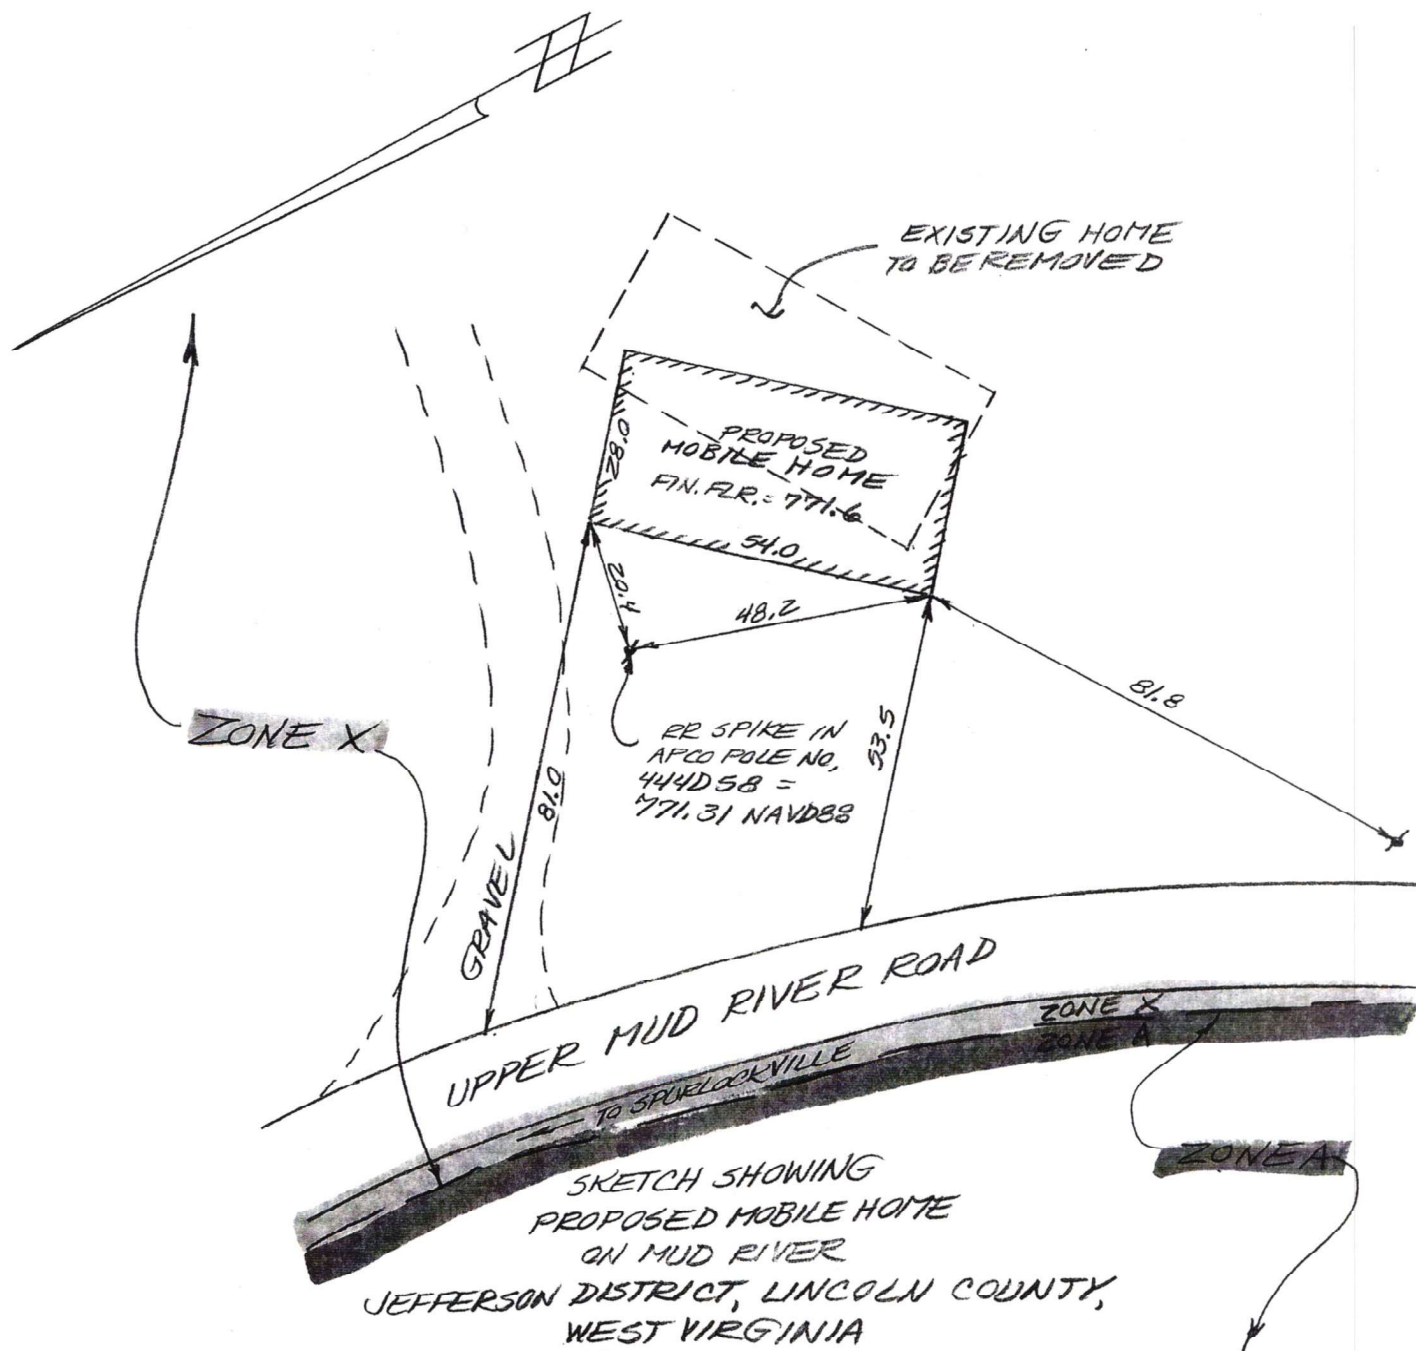 N
EXISTING HOME
TO BE REMOVED
PROPOSED
MOBILE HOME
FIN. FLR. = 771.6
28.0
54.0
20.4
48.2
81.8
ZONE X
RR SPIKE IN
APCO POLE NO.
444D58 =
771.31 NAVD88
53.5
81.0
GRAVEL
UPPER MUD RIVER ROAD
ZONE X
ZONE A
TO SPURLOCKVILLE
ZONE A
SKETCH SHOWING
PROPOSED MOBILE HOME
ON MUD RIVER
JEFFERSON DISTRICT, LINCOLN COUNTY,
WEST VIRGINIA